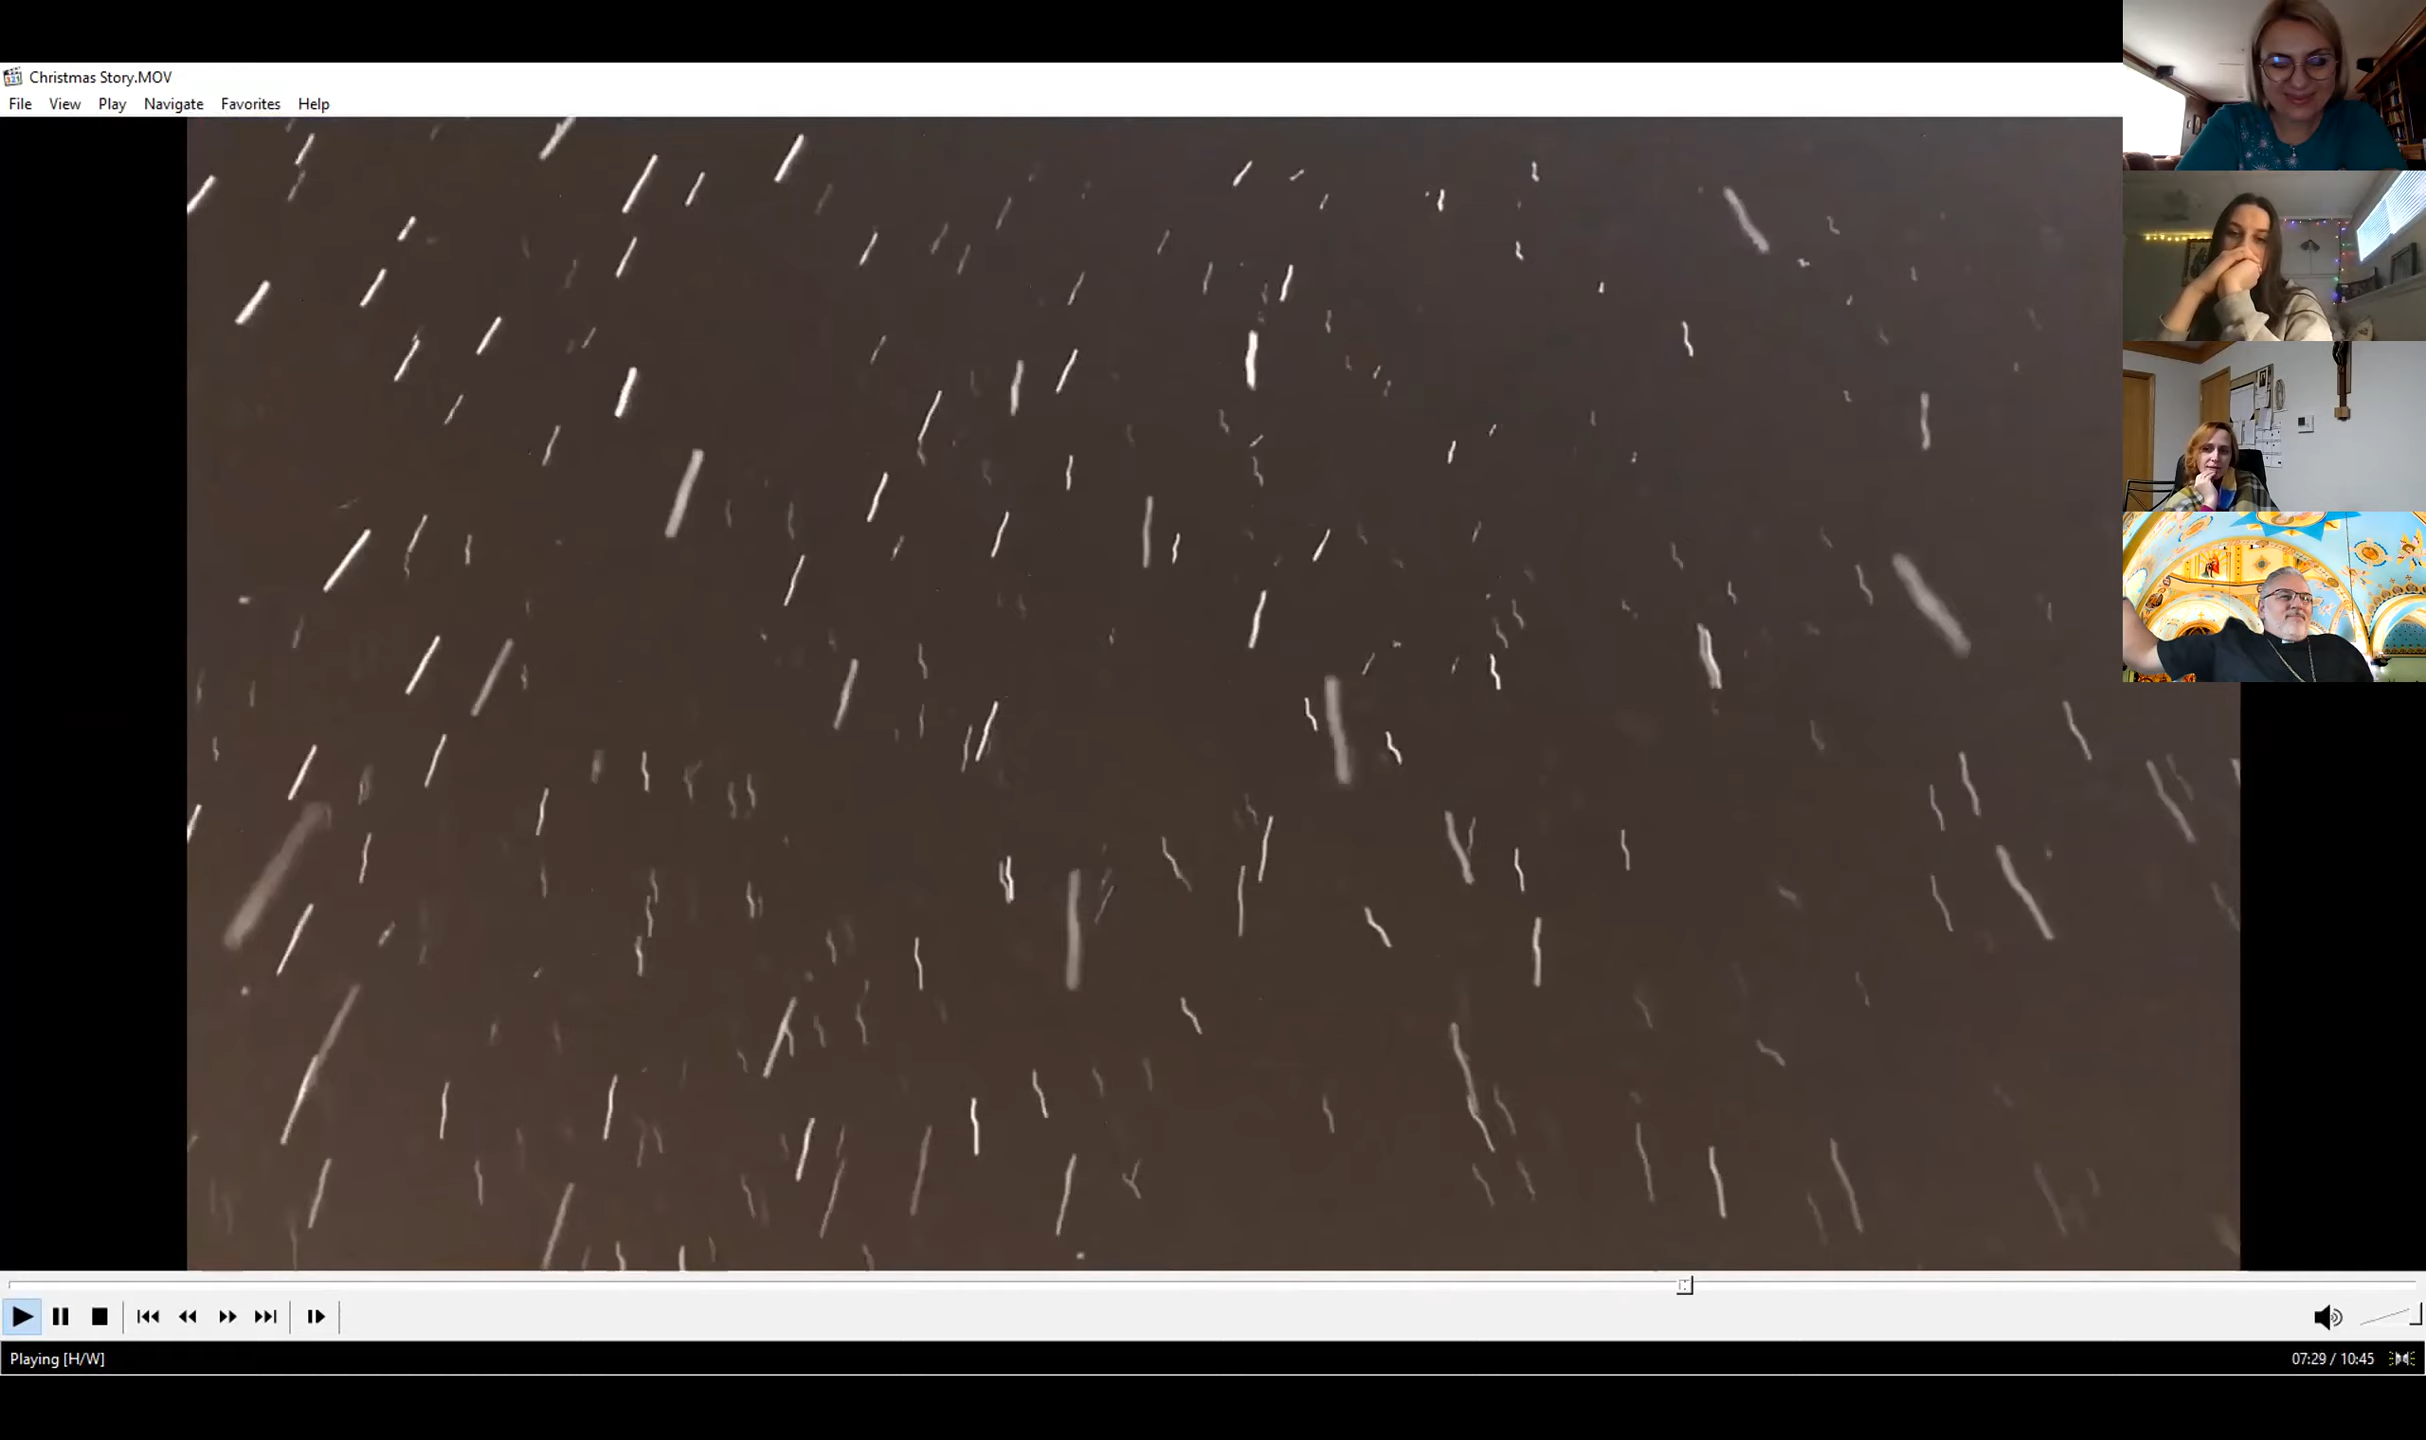 Christmas Story.MOV
File View Play Navigate Favorites Help
Playing [H/W]
07:29 / 10:45